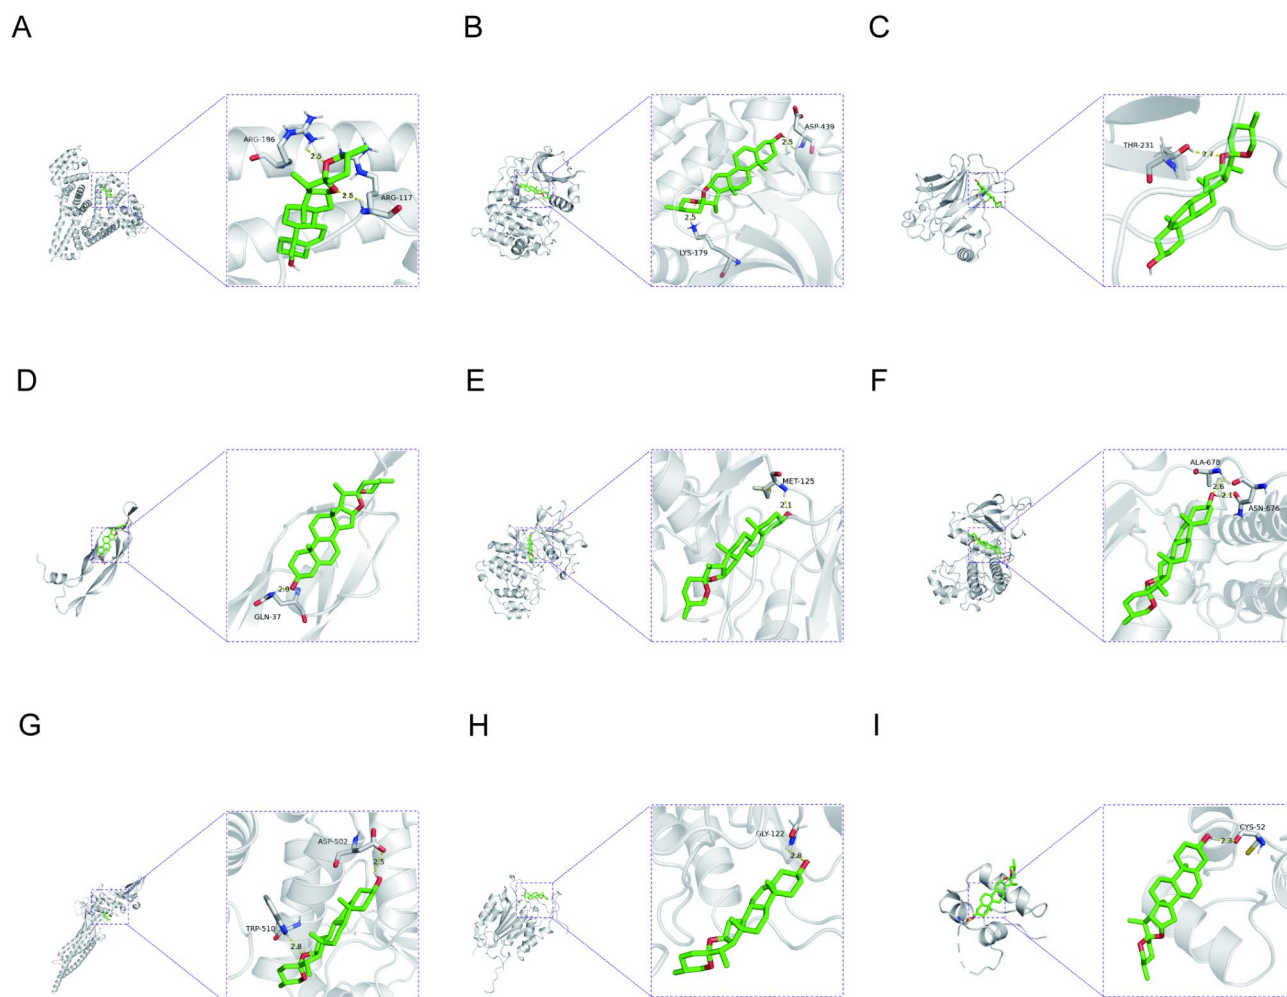 A
B
C
ARG-186
2.5
2.5
ARG-117
ASP-439
2.5
2.5
LYS-179
THR-231
D
E
F
2.0
GLN-37
MET-125
2.1
ALA-678
2.6
2.1
ASN-676
G
H
I
ASP-502
2.5
TRP-510
2.8
GLY-122
2.8
CYS-52
2.3